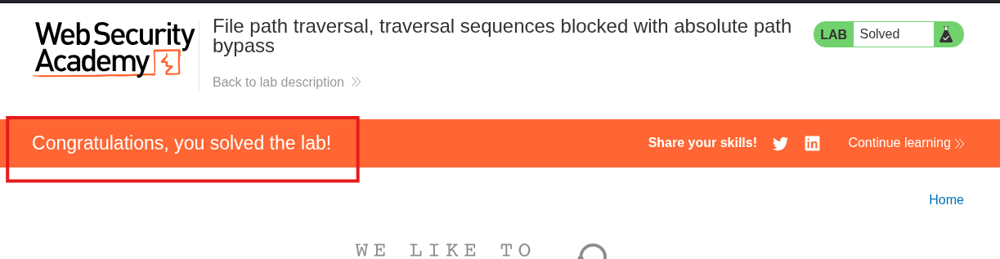 Web Security
Academy
File path traversal, traversal sequences blocked with absolute path
bypass
Back to lab description
LAB Solved
Congratulations, you solved the lab!
Share your skills!
Continue learning
Home
WE LIKE TO